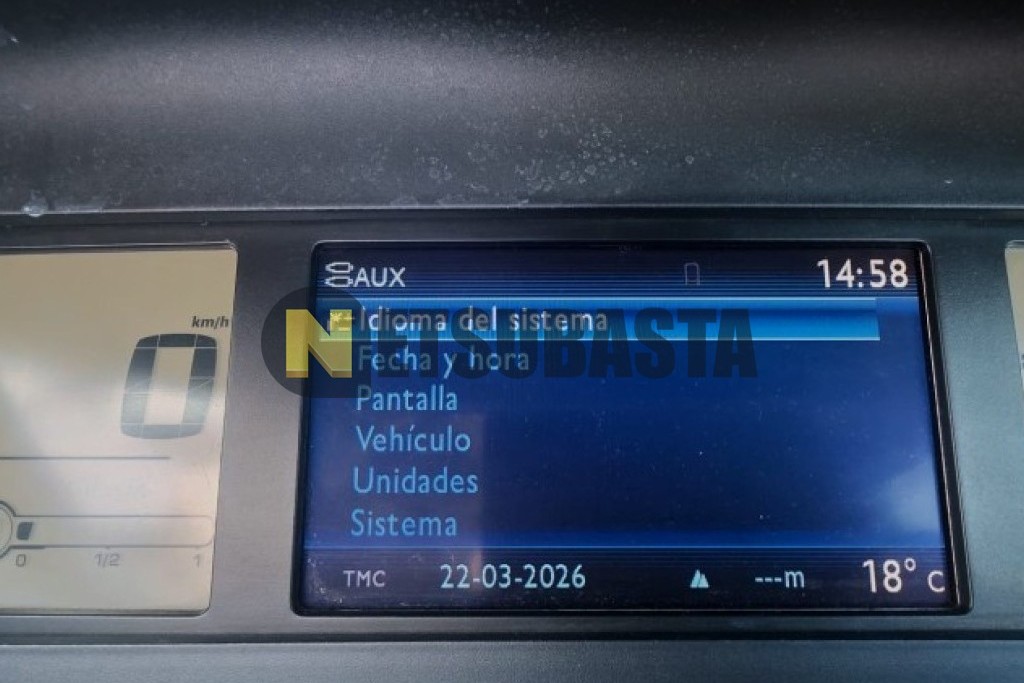 AUX
14:58
Idioma del sistema
NETSUBASTA
Fecha y hora
Pantalla
Vehículo
Unidades
Sistema
TMC 22-03-2026 ---m 18° C
km/h
0
0 1/2 1